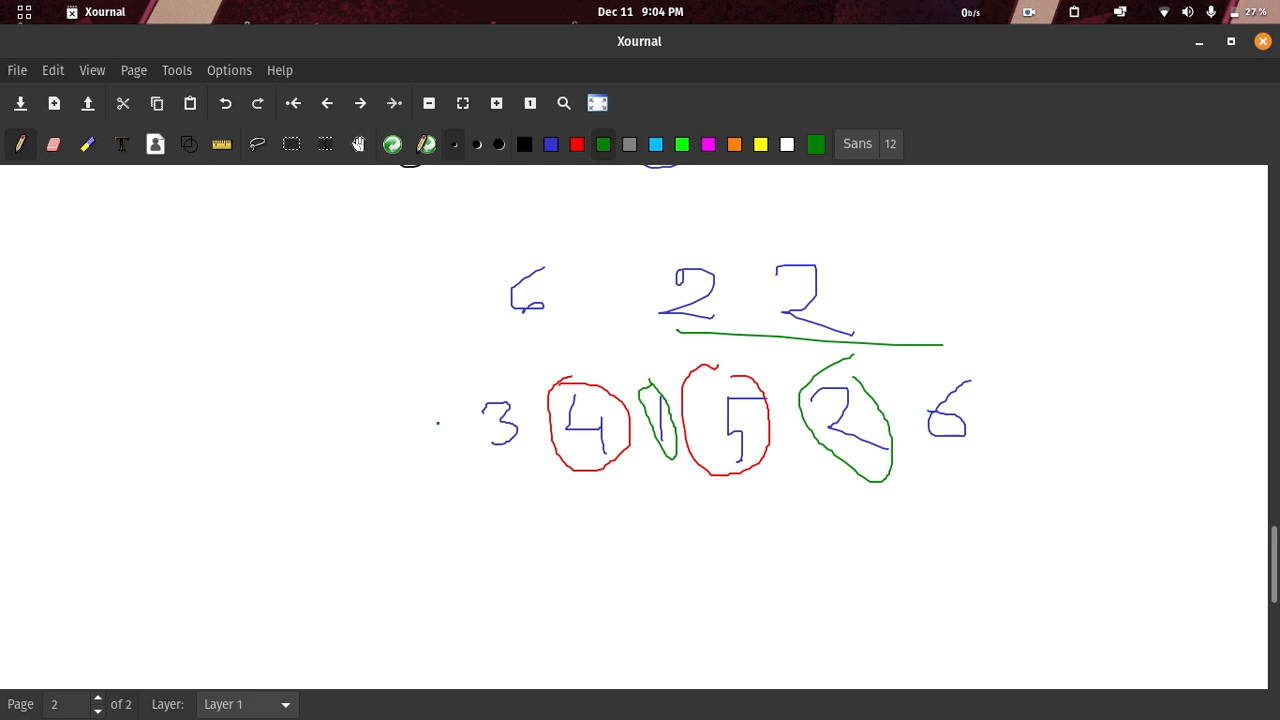 Xournal
Dec 11 9:04 PM
0b/s
27 %
Xournal
File Edit View Page Tools Options Help
Sans 12
6 2 2
3 4 1 5 2 6
Page 2 of 2 Layer: Layer 1